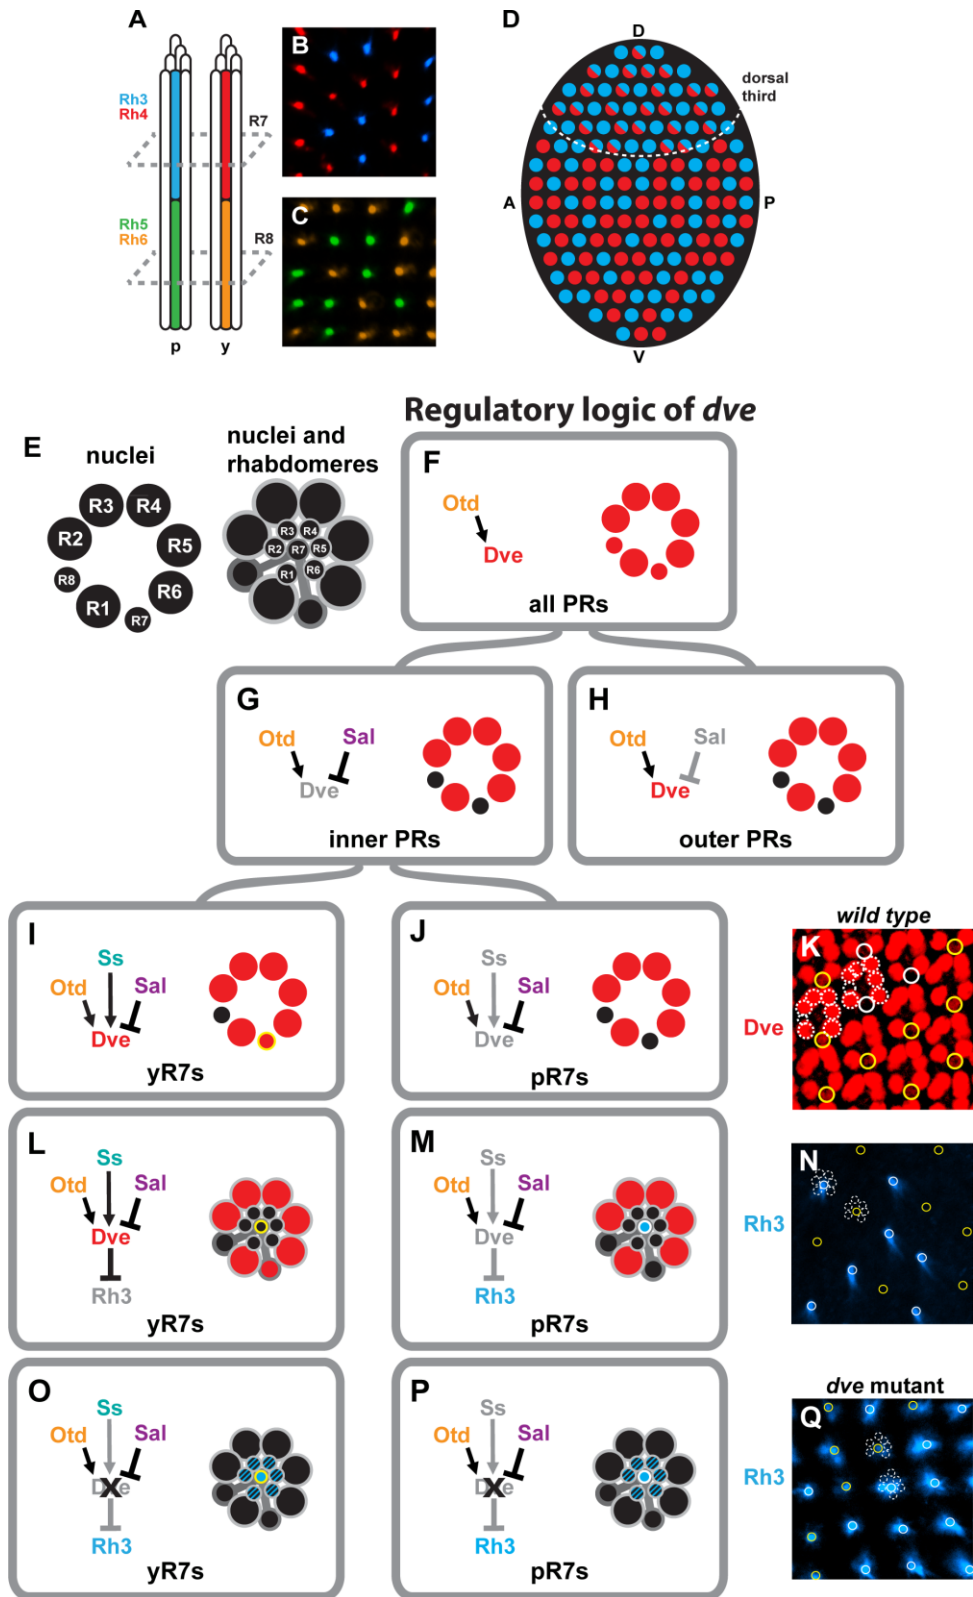 A
B
D
D
Rh3
Rh4
R7
dorsal
third
C
A
P
Rh5
Rh6
R8
p
y
V
Regulatory logic of dve
E
nuclei
nuclei and
rhabdomeres
F
R3
R4
R2
R5
R8
R1
R6
R7
R3
R4
R2
R7
R5
R1
R6
Otd
Dve
all PRs
G
Otd
Sal
Dve
inner PRs
H
Otd
Sal
Dve
outer PRs
I
Ss
Otd
Sal
Dve
yR7s
J
Ss
Otd
Sal
Dve
pR7s
wild type
K
Dve
L
Ss
Otd
Sal
Dve
Rh3
yR7s
M
Ss
Otd
Sal
Dve
Rh3
pR7s
N
Rh3
O
Ss
Otd
Sal
Dve
X
Rh3
yR7s
P
Ss
Otd
Sal
Dve
X
Rh3
pR7s
dve mutant
Q
Rh3